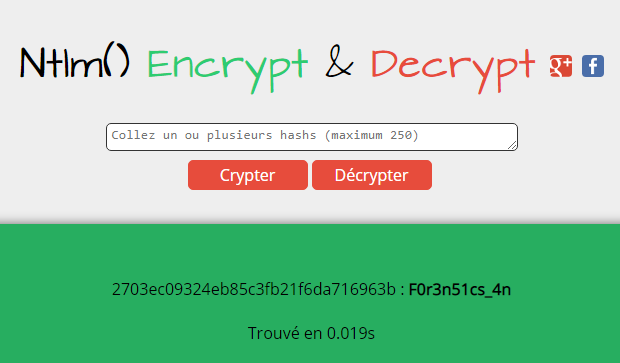 Ntlm() Encrypt & Decrypt g+ f
Collez un ou plusieurs hashs (maximum 250)
Crypter Décrypter
2703ec09324eb85c3fb21f6da716963b : F0r3n51cs_4n
Trouvé en 0.019s